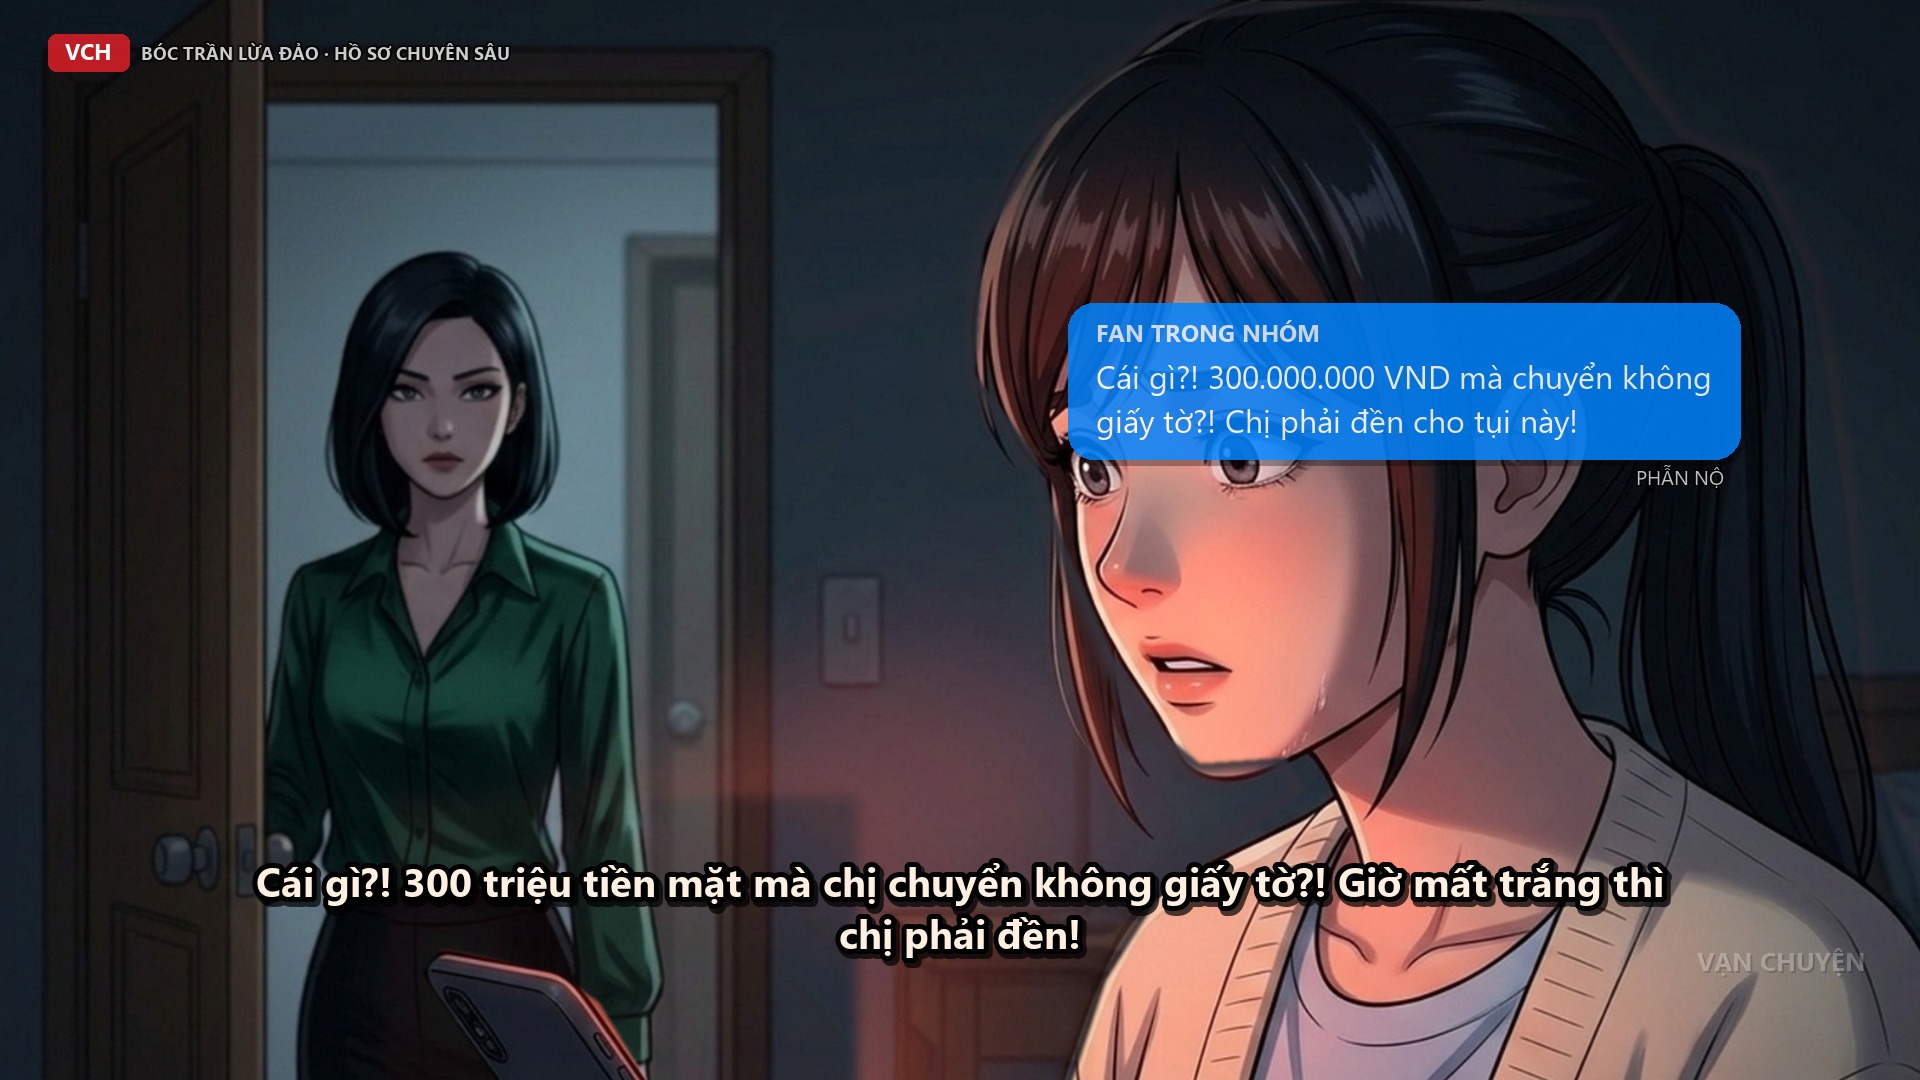 VCH BÓC TRẦN LỪA ĐẢO · HỒ SƠ CHUYÊN SÂU
FAN TRONG NHÓM
Cái gì?! 300.000.000 VND mà chuyển không
giấy tờ?! Chị phải đền cho tụi này!
PHẪN NỘ
Cái gì?! 300 triệu tiền mặt mà chị chuyển không giấy tờ?! Giờ mất trắng thì
chị phải đền!
VẠN CHUYỆN